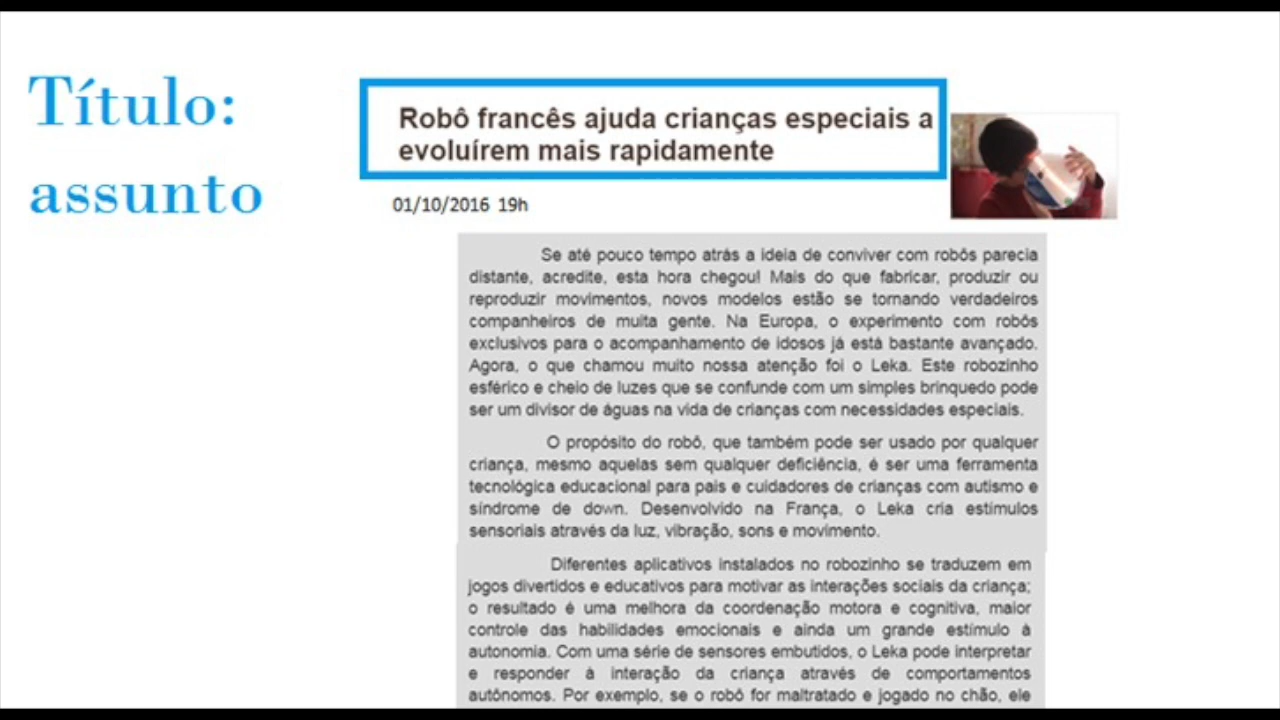 Título:
assunto
Robô francês ajuda crianças especiais a
evoluírem mais rapidamente
01/10/2016 19h
Se até pouco tempo atrás a ideia de conviver com robôs parecia
distante, acredite, esta hora chegou! Mais do que fabricar, produzir ou
reproduzir movimentos, novos modelos estão se tornando verdadeiros
companheiros de muita gente. Na Europa, o experimento com robôs
exclusivos para o acompanhamento de idosos já está bastante avançado.
Agora, o que chamou muito nossa atenção foi o Leka. Este robozinho
esférico e cheio de luzes que se confunde com um simples brinquedo pode
ser um divisor de águas na vida de crianças com necessidades especiais.
O propósito do robô, que também pode ser usado por qualquer
criança, mesmo aquelas sem qualquer deficiência, é ser uma ferramenta
tecnológica educacional para pais e cuidadores de crianças com autismo e
síndrome de down. Desenvolvido na França, o Leka cria estímulos
sensoriais através da luz, vibração, sons e movimento.
Diferentes aplicativos instalados no robozinho se traduzem em
jogos divertidos e educativos para motivar as interações sociais da criança;
o resultado é uma melhora da coordenação motora e cognitiva, maior
controle das habilidades emocionais e ainda um grande estímulo à
autonomia. Com uma série de sensores embutidos, o Leka pode interpretar
e responder à interação da criança através de comportamentos
autônomos. Por exemplo, se o robô for maltratado e jogado no chão, ele